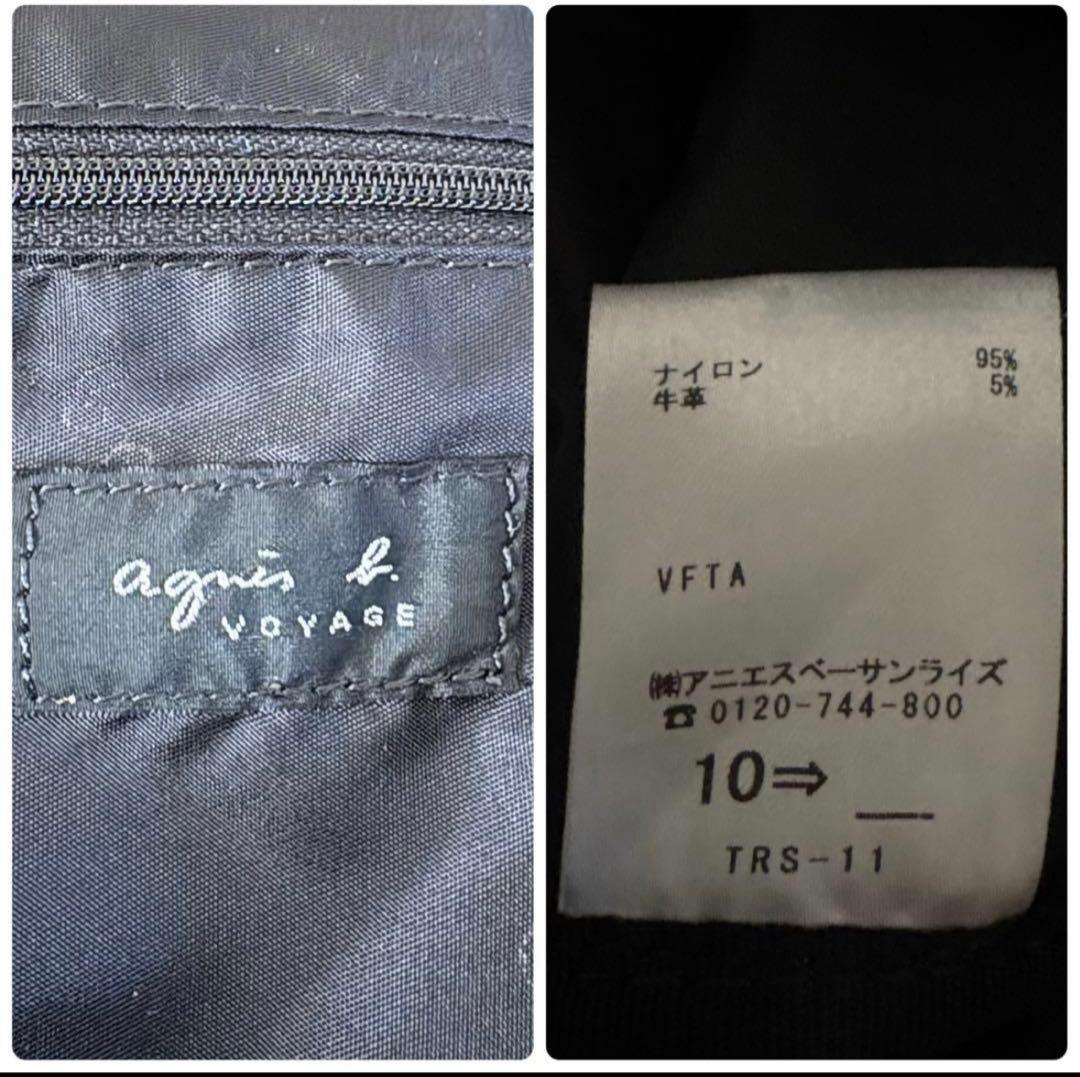 agnès b.
VOYAGE
ナイロン 95%
牛革 5%
VFTA
㈱アニエスベーサンライズ
☎0120-744-800
10⇒__
TRS-11